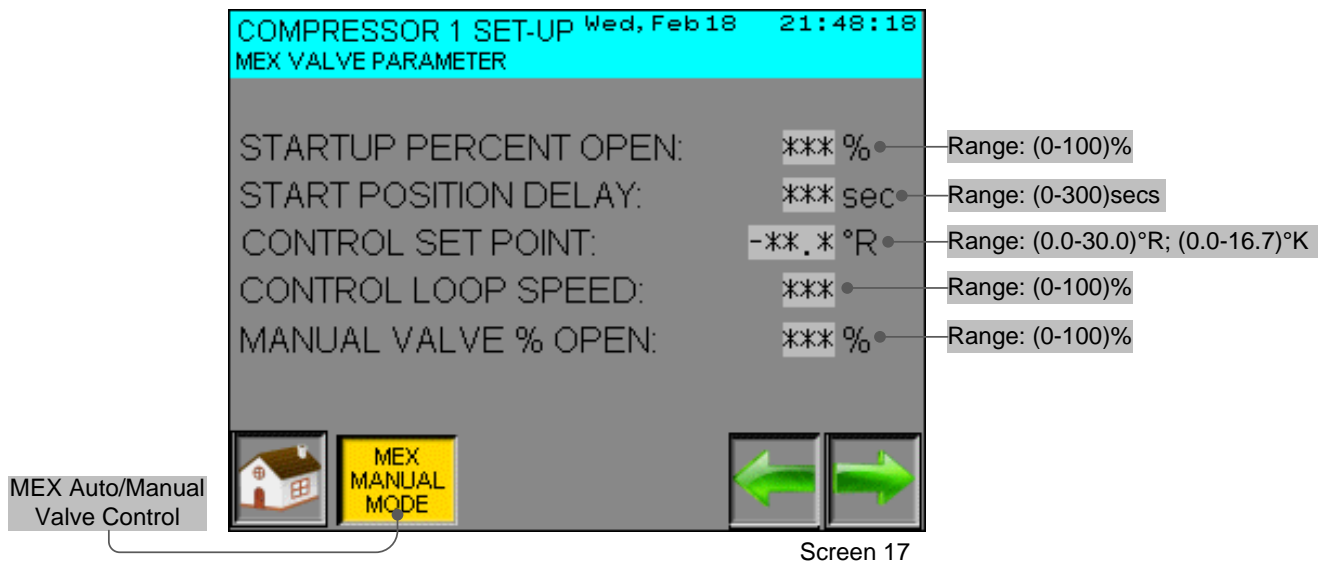 COMPRESSOR 1 SET-UP Wed, Feb 18 21:48:18
MEX VALVE PARAMETER
STARTUP PERCENT OPEN: *** % Range: (0-100)%
START POSITION DELAY: *** sec Range: (0-300)secs
CONTROL SET POINT: -**.* °R Range: (0.0-30.0)°R; (0.0-16.7)°K
CONTROL LOOP SPEED: *** Range: (0-100)%
MANUAL VALVE % OPEN: *** % Range: (0-100)%
MEX
MANUAL
MODE
MEX Auto/Manual
Valve Control
Screen 17